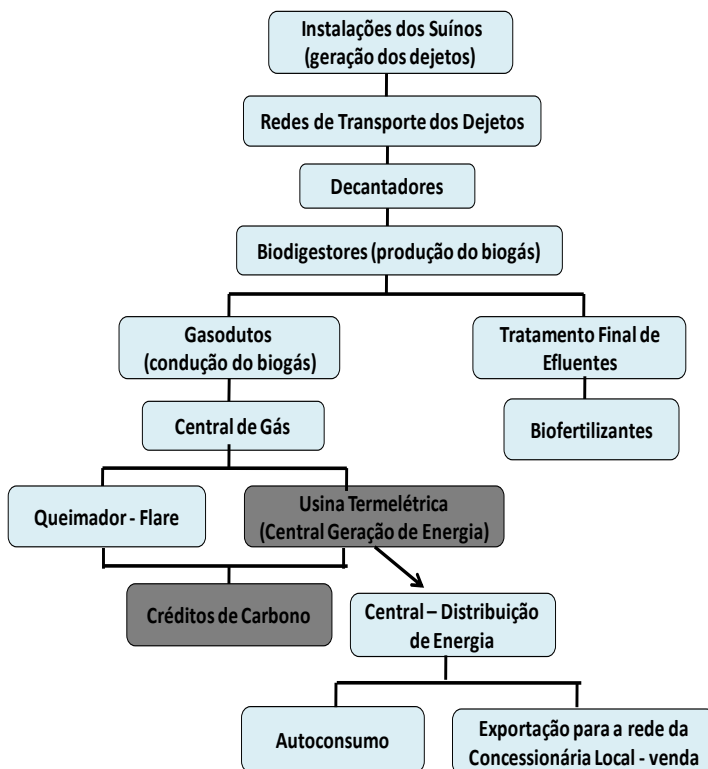 Instalações dos Suínos
(geração dos dejetos)
Redes de Transporte dos Dejetos
Decantadores
Biodigestores (produção do biogás)
Gasodutos
(condução do biogás)
Tratamento Final de
Efluentes
Central de Gás
Biofertilizantes
Queimador - Flare
Usina Termelétrica
(Central Geração de Energia)
Créditos de Carbono
Central – Distribuição
de Energia
Autoconsumo
Exportação para a rede da
Concessionária Local - venda